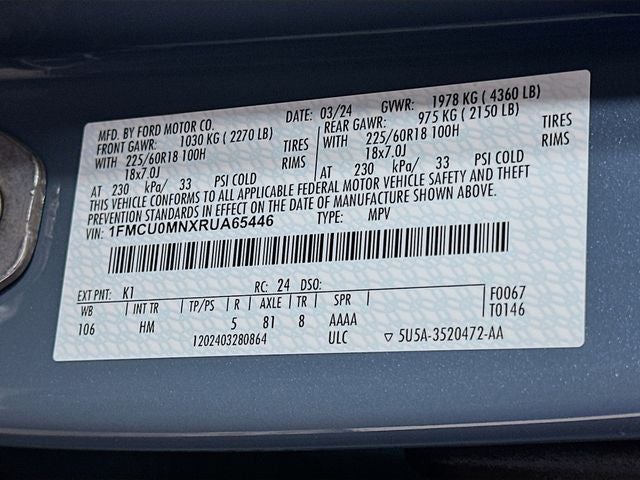 MFD. BY FORD MOTOR CO. DATE: 03/24 GVWR: 1978 KG ( 4360 LB)
FRONT GAWR: 1030 KG ( 2270 LB) REAR GAWR: 975 KG ( 2150 LB)
WITH 225/60R18 100H TIRES 225/60R18 100H TIRES
18x7.0J RIMS WITH 18x7.0J RIMS
AT 230 kPa/ 33 PSI COLD AT 230 kPa/ 33 PSI COLD
THIS VEHICLE CONFORMS TO ALL APPLICABLE FEDERAL MOTOR VEHICLE SAFETY AND THEFT
PREVENTION STANDARDS IN EFFECT ON THE DATE OF MANUFACTURE SHOWN ABOVE.
VIN: 1FMCU0MNXRUA65446 TYPE: MPV
EXT PNT: K1 RC: 24 DSO:
WB INT TR TP/PS R AXLE TR SPR F0067
106 HM 5 81 8 AAAA T0146
1202403280864 ULC ▽ 5U5A-3520472-AA